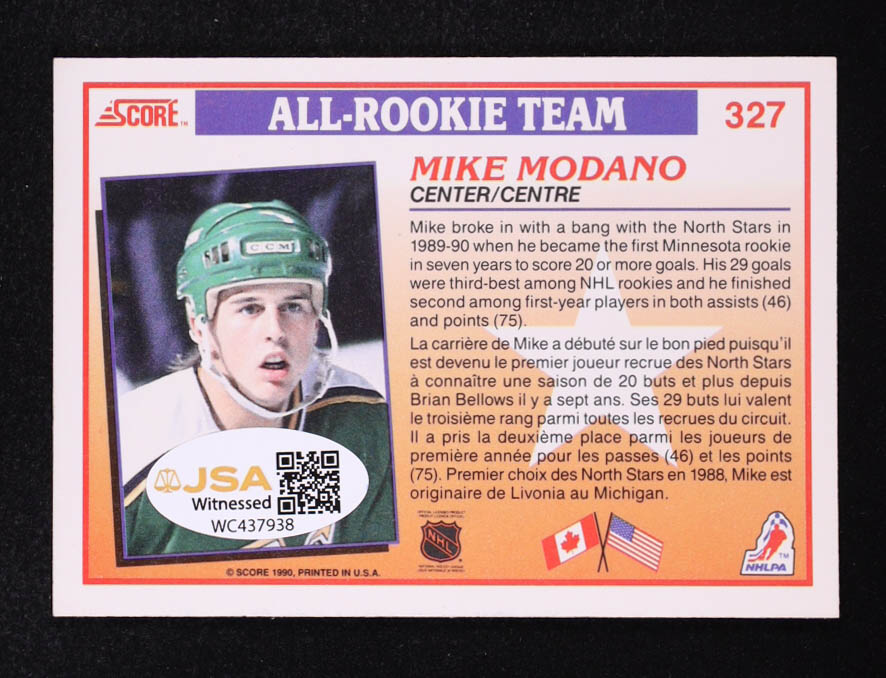 SCORE™
ALL-ROOKIE TEAM
327
MIKE MODANO
CENTER/CENTRE
Mike broke in with a bang with the North Stars in
1989-90 when he became the first Minnesota rookie
in seven years to score 20 or more goals. His 29 goals
were third-best among NHL rookies and he finished
second among first-year players in both assists (46)
and points (75).
La carrière de Mike a débuté sur le bon pied puisqu'il
est devenu le premier joueur recrue des North Stars
à connaître une saison de 20 buts et plus depuis
Brian Bellows il y a sept ans. Ses 29 buts lui valent
le troisième rang parmi toutes les recrues du circuit.
Il a pris la deuxième place parmi les joueurs de
première année pour les passes (46) et les points
(75). Premier choix des North Stars en 1988, Mike est
originaire de Livonia au Michigan.
CCM
JSA
Witnessed
WC437938
© SCORE 1990, PRINTED IN U.S.A.
OFFICIAL LICENSED PRODUCT
NHL
NHLPA
TM